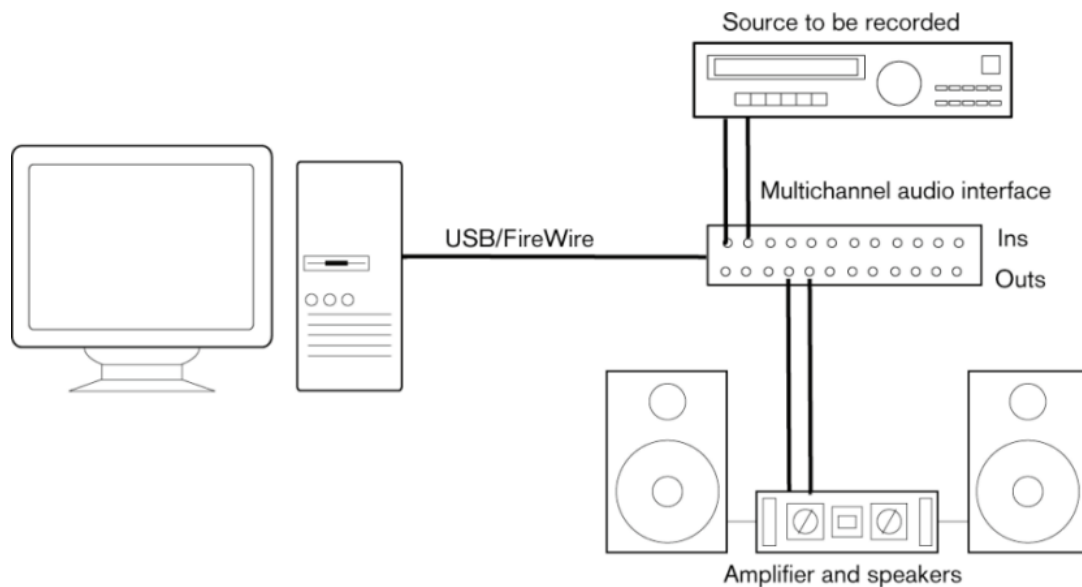 Source to be recorded
Multichannel audio interface
USB/FireWire
Ins
Outs
Amplifier and speakers